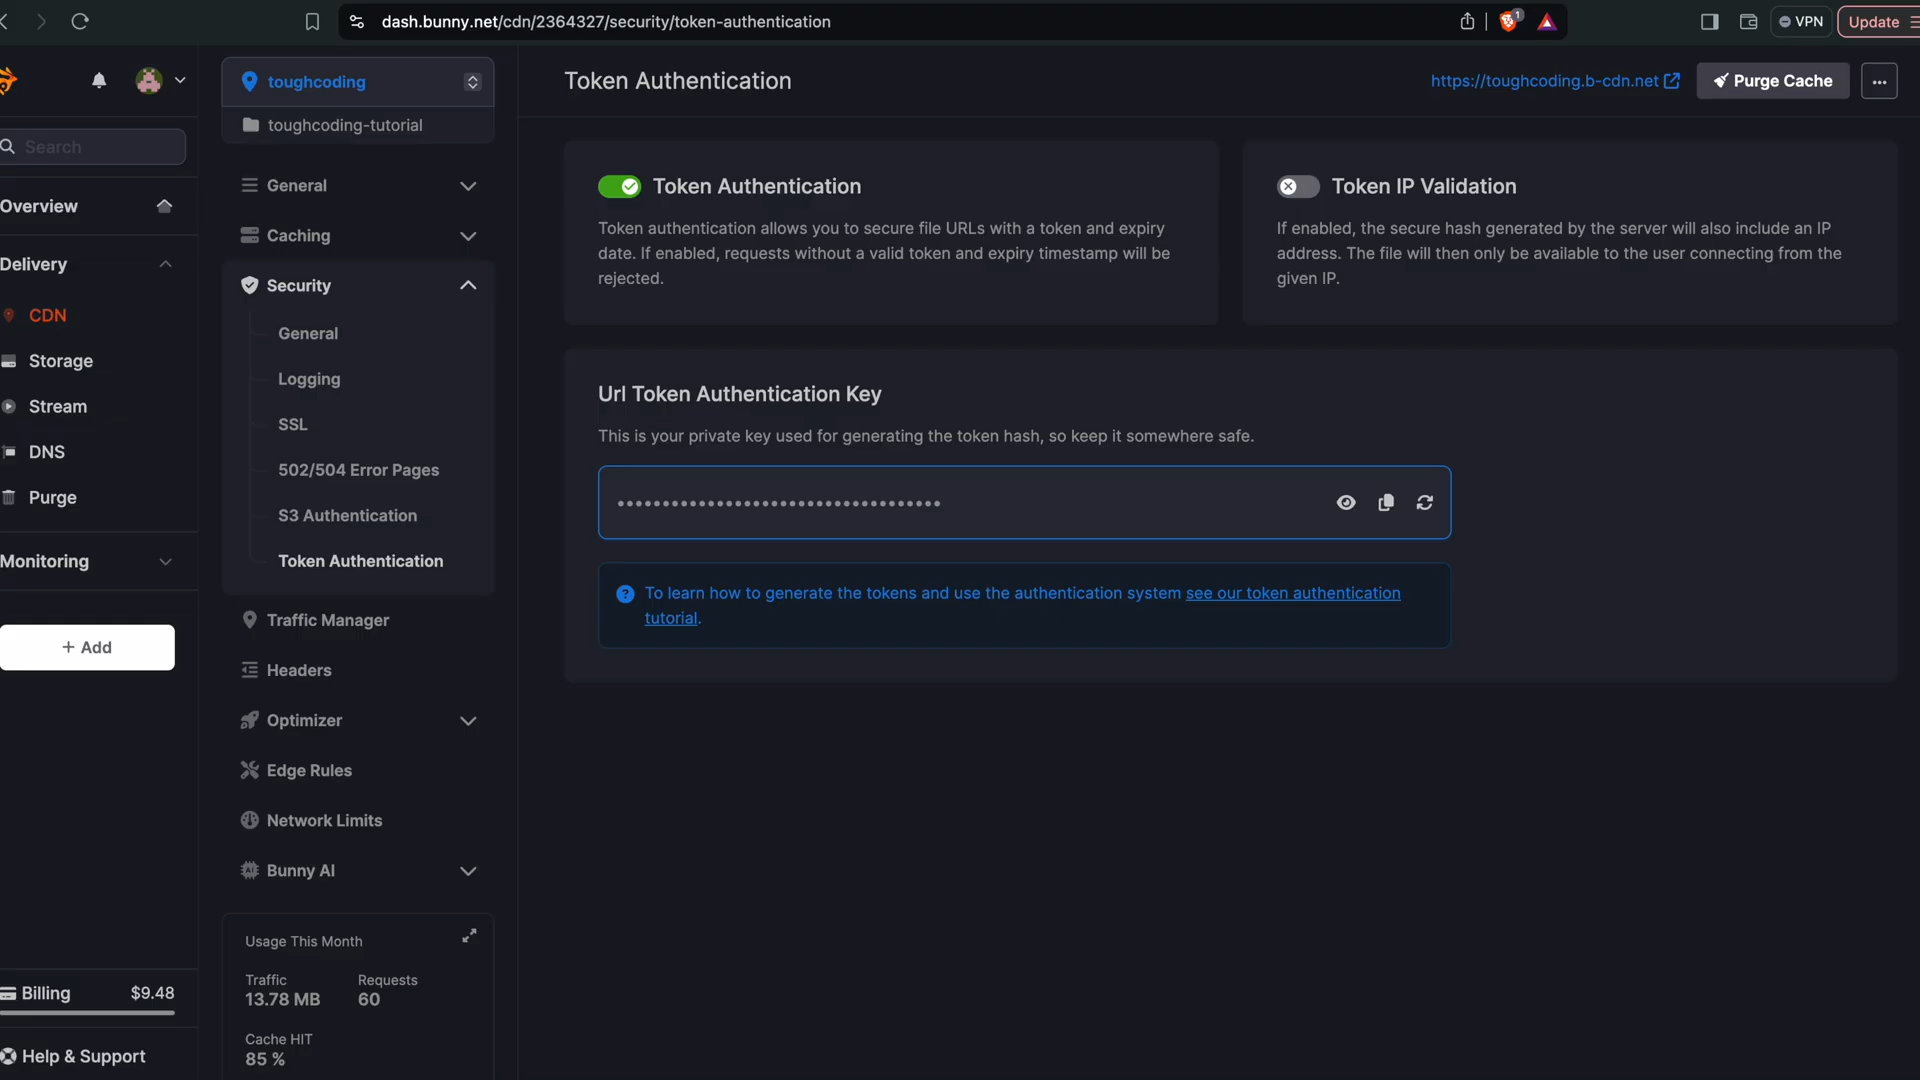 dash.bunny.net/cdn/2364327/security/token-authentication
1
VPN
Update
Search
Overview
Delivery
CDN
Storage
Stream
DNS
Purge
Monitoring
+ Add
Billing $9.48
Help & Support
toughcoding
toughcoding-tutorial
General
Caching
Security
General
Logging
SSL
502/504 Error Pages
S3 Authentication
Token Authentication
Traffic Manager
Headers
Optimizer
Edge Rules
Network Limits
Bunny AI
Usage This Month
Traffic Requests
13.78 MB 60
Cache HIT
85 %
Token Authentication
https://toughcoding.b-cdn.net
Purge Cache
Token Authentication
Token authentication allows you to secure file URLs with a token and expiry
date. If enabled, requests without a valid token and expiry timestamp will be
rejected.
Token IP Validation
If enabled, the secure hash generated by the server will also include an IP
address. The file will then only be available to the user connecting from the
given IP.
Url Token Authentication Key
This is your private key used for generating the token hash, so keep it somewhere safe.
To learn how to generate the tokens and use the authentication system see our token authentication
tutorial.